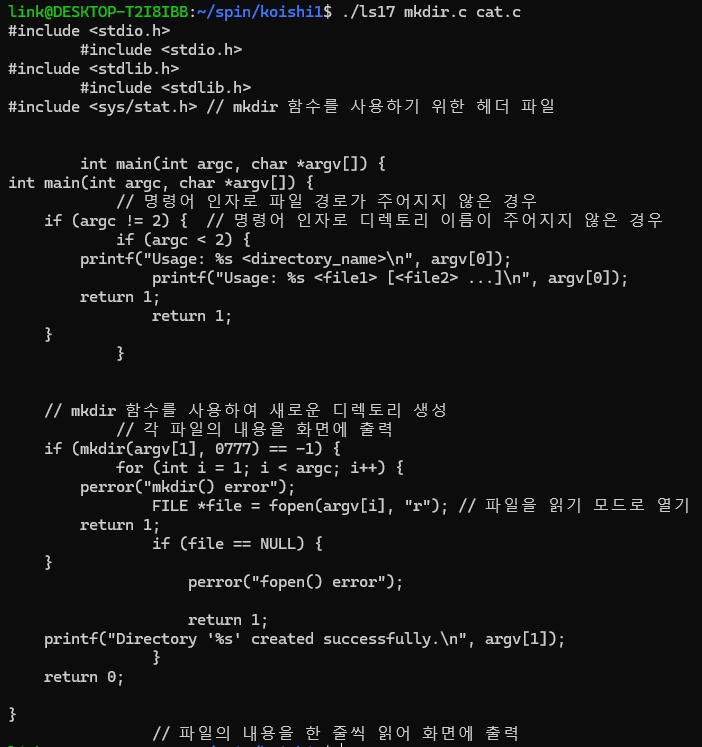 link@DESKTOP-T2I8IBB:~/spin/koishi1$ ./ls17 mkdir.c cat.c
#include <stdio.h>
        #include <stdio.h>
#include <stdlib.h>
        #include <stdlib.h>
#include <sys/stat.h> // mkdir 함수를 사용하기 위한 헤더 파일
        int main(int argc, char *argv[]) {
int main(int argc, char *argv[]) {
            // 명령어 인자로 파일 경로가 주어지지 않은 경우
    if (argc != 2) {  // 명령어 인자로 디렉토리 이름이 주어지지 않은 경우
            if (argc < 2) {
        printf("Usage: %s <directory_name>\n", argv[0]);
                printf("Usage: %s <file1> [<file2> ...]\n", argv[0]);
        return 1;
                return 1;
    }
            }
    // mkdir 함수를 사용하여 새로운 디렉토리 생성
            // 각 파일의 내용을 화면에 출력
    if (mkdir(argv[1], 0777) == -1) {
            for (int i = 1; i < argc; i++) {
        perror("mkdir() error");
                FILE *file = fopen(argv[i], "r"); // 파일을 읽기 모드로 열기
        return 1;
                if (file == NULL) {
    }
                    perror("fopen() error");
                    return 1;
    printf("Directory '%s' created successfully.\n", argv[1]);
                }
    return 0;
}
                // 파일의 내용을 한 줄씩 읽어 화면에 출력